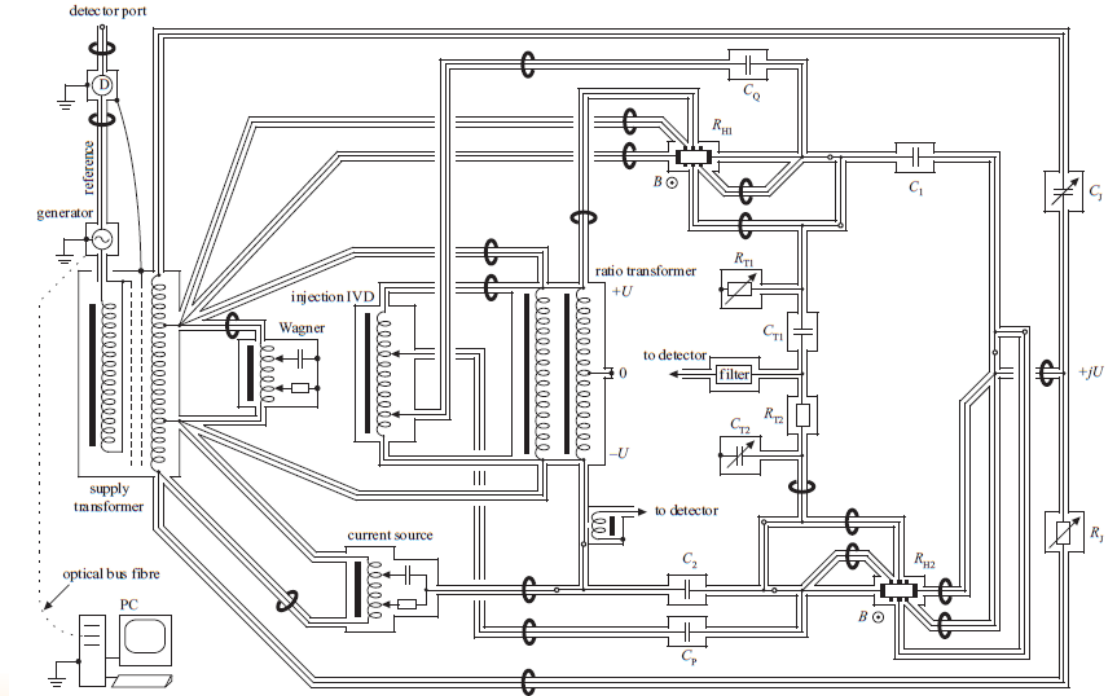 detector port
D
reference
generator
supply
transformer
optical bus fibre
PC
Wagner
injection IVD
current source
ratio transformer
+U
0
−U
to detector
C_Q
R_H1
B
C_1
C_J
R_T1
C_T1
to detector
filter
R_T2
C_T2
+jU
R_J
C_2
R_H2
B
C_P